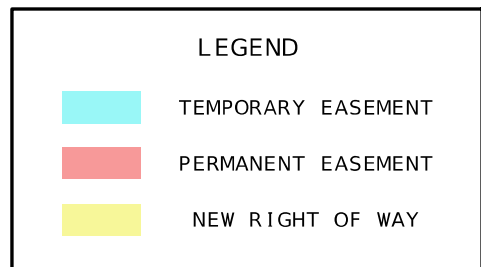 LEGEND
TEMPORARY EASEMENT
PERMANENT EASEMENT
NEW RIGHT OF WAY